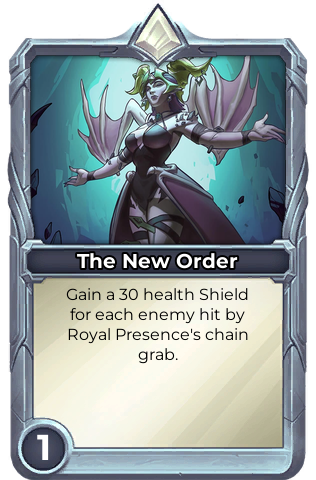 The New Order
Gain a 30 health Shield
for each enemy hit by
Royal Presence's chain
grab.
1